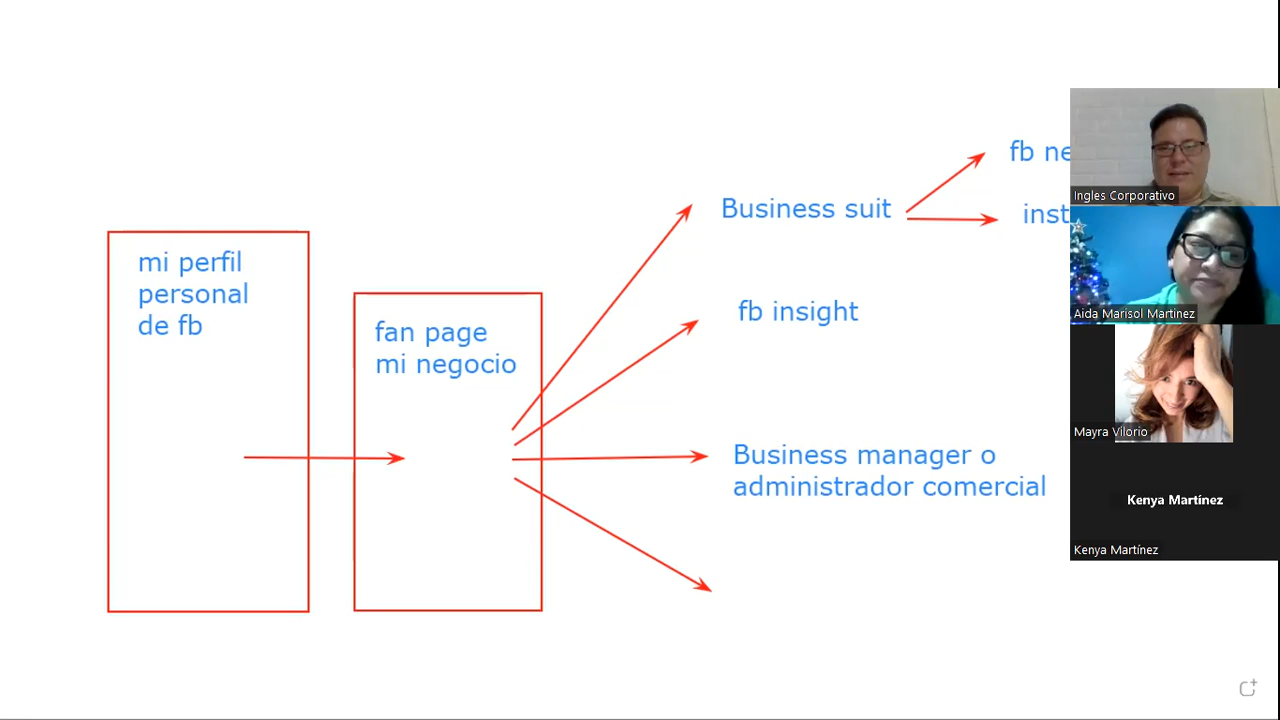 mi perfil
personal
de fb
fan page
mi negocio
Business suit
fb
fb insight
Business manager o
administrador comercial
Ingles Corporativo
Aida Marisol Martinez
Mayra Vilorio
Kenya Martínez
Kenya Martínez